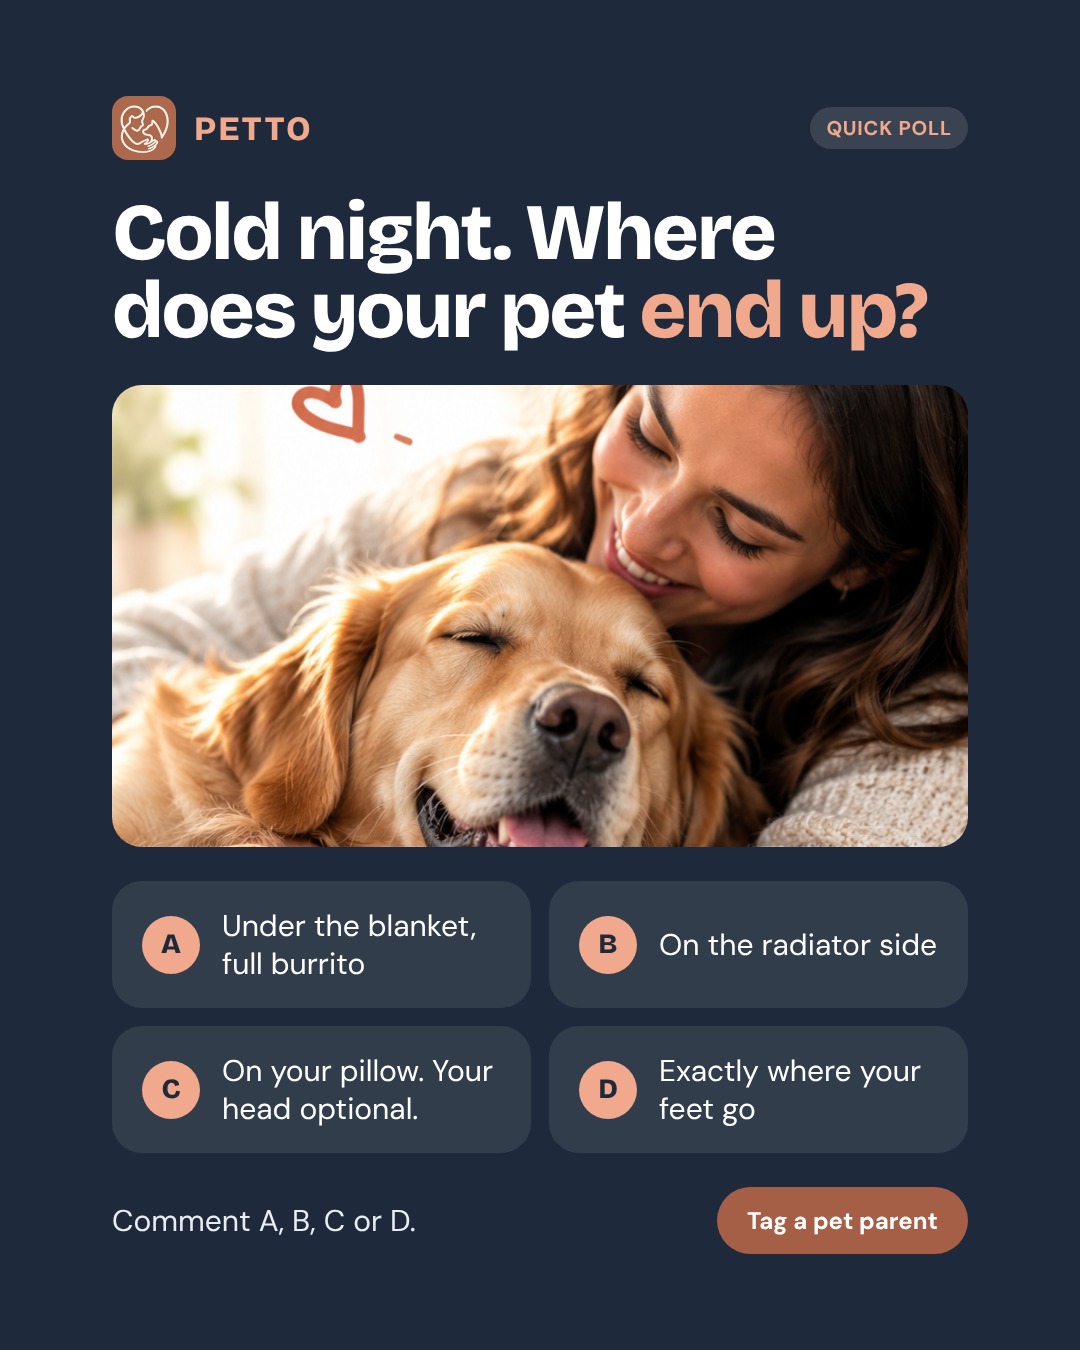 PETTO
QUICK POLL
Cold night. Where
does your pet end up?
A
Under the blanket,
full burrito
B
On the radiator side
C
On your pillow. Your
head optional.
D
Exactly where your
feet go
Comment A, B, C or D.
Tag a pet parent